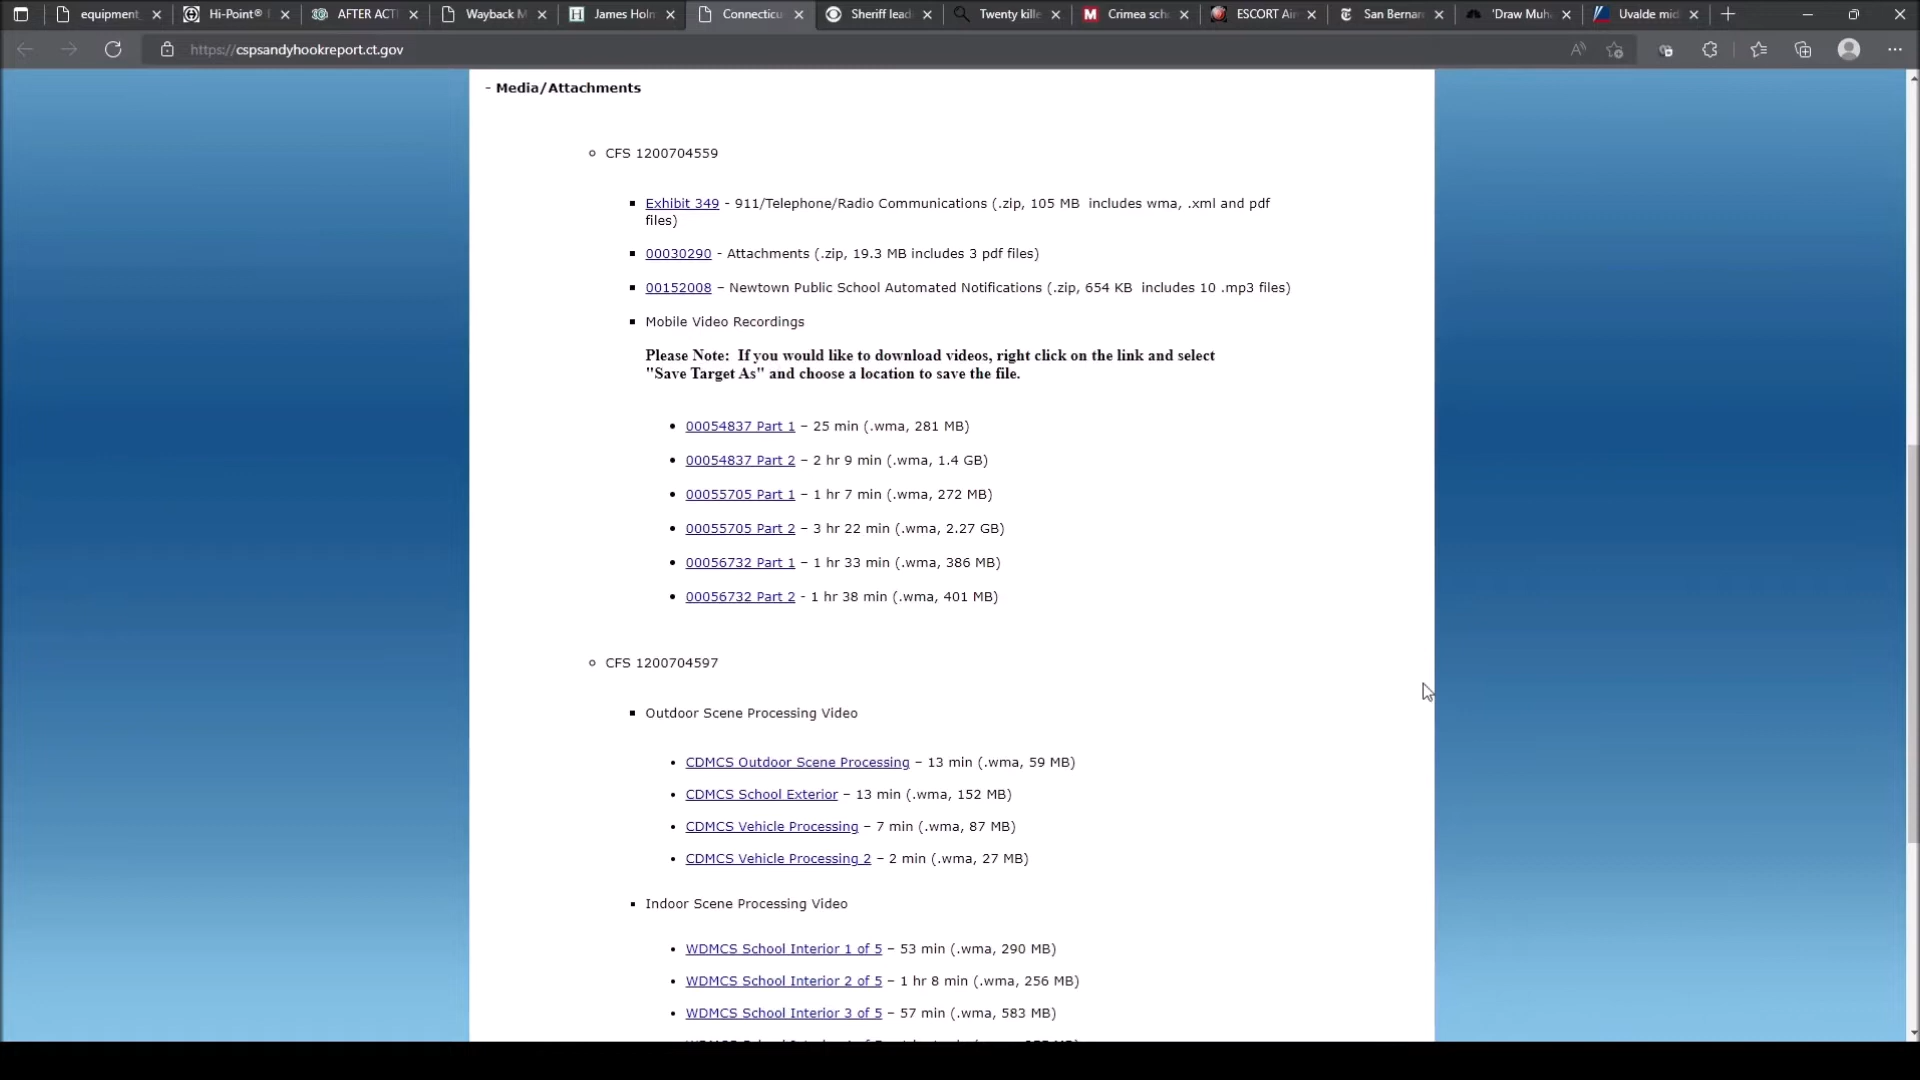 equipment_
Hi-Point®
AFTER ACTI
Wayback M
James Holm
Connecticu
Sheriff lead
Twenty kille
Crimea sch
ESCORT Air
San Bernar
'Draw Muh
Uvalde mid
https://cspsandyhookreport.ct.gov
- Media/Attachments
CFS 1200704559
Exhibit 349 - 911/Telephone/Radio Communications (.zip, 105 MB includes wma, .xml and pdf
files)
00030290 - Attachments (.zip, 19.3 MB includes 3 pdf files)
00152008 – Newtown Public School Automated Notifications (.zip, 654 KB includes 10 .mp3 files)
Mobile Video Recordings
Please Note: If you would like to download videos, right click on the link and select
"Save Target As" and choose a location to save the file.
00054837 Part 1 – 25 min (.wma, 281 MB)
00054837 Part 2 – 2 hr 9 min (.wma, 1.4 GB)
00055705 Part 1 – 1 hr 7 min (.wma, 272 MB)
00055705 Part 2 – 3 hr 22 min (.wma, 2.27 GB)
00056732 Part 1 – 1 hr 33 min (.wma, 386 MB)
00056732 Part 2 - 1 hr 38 min (.wma, 401 MB)
CFS 1200704597
Outdoor Scene Processing Video
CDMCS Outdoor Scene Processing – 13 min (.wma, 59 MB)
CDMCS School Exterior – 13 min (.wma, 152 MB)
CDMCS Vehicle Processing – 7 min (.wma, 87 MB)
CDMCS Vehicle Processing 2 – 2 min (.wma, 27 MB)
Indoor Scene Processing Video
WDMCS School Interior 1 of 5 – 53 min (.wma, 290 MB)
WDMCS School Interior 2 of 5 – 1 hr 8 min (.wma, 256 MB)
WDMCS School Interior 3 of 5 – 57 min (.wma, 583 MB)